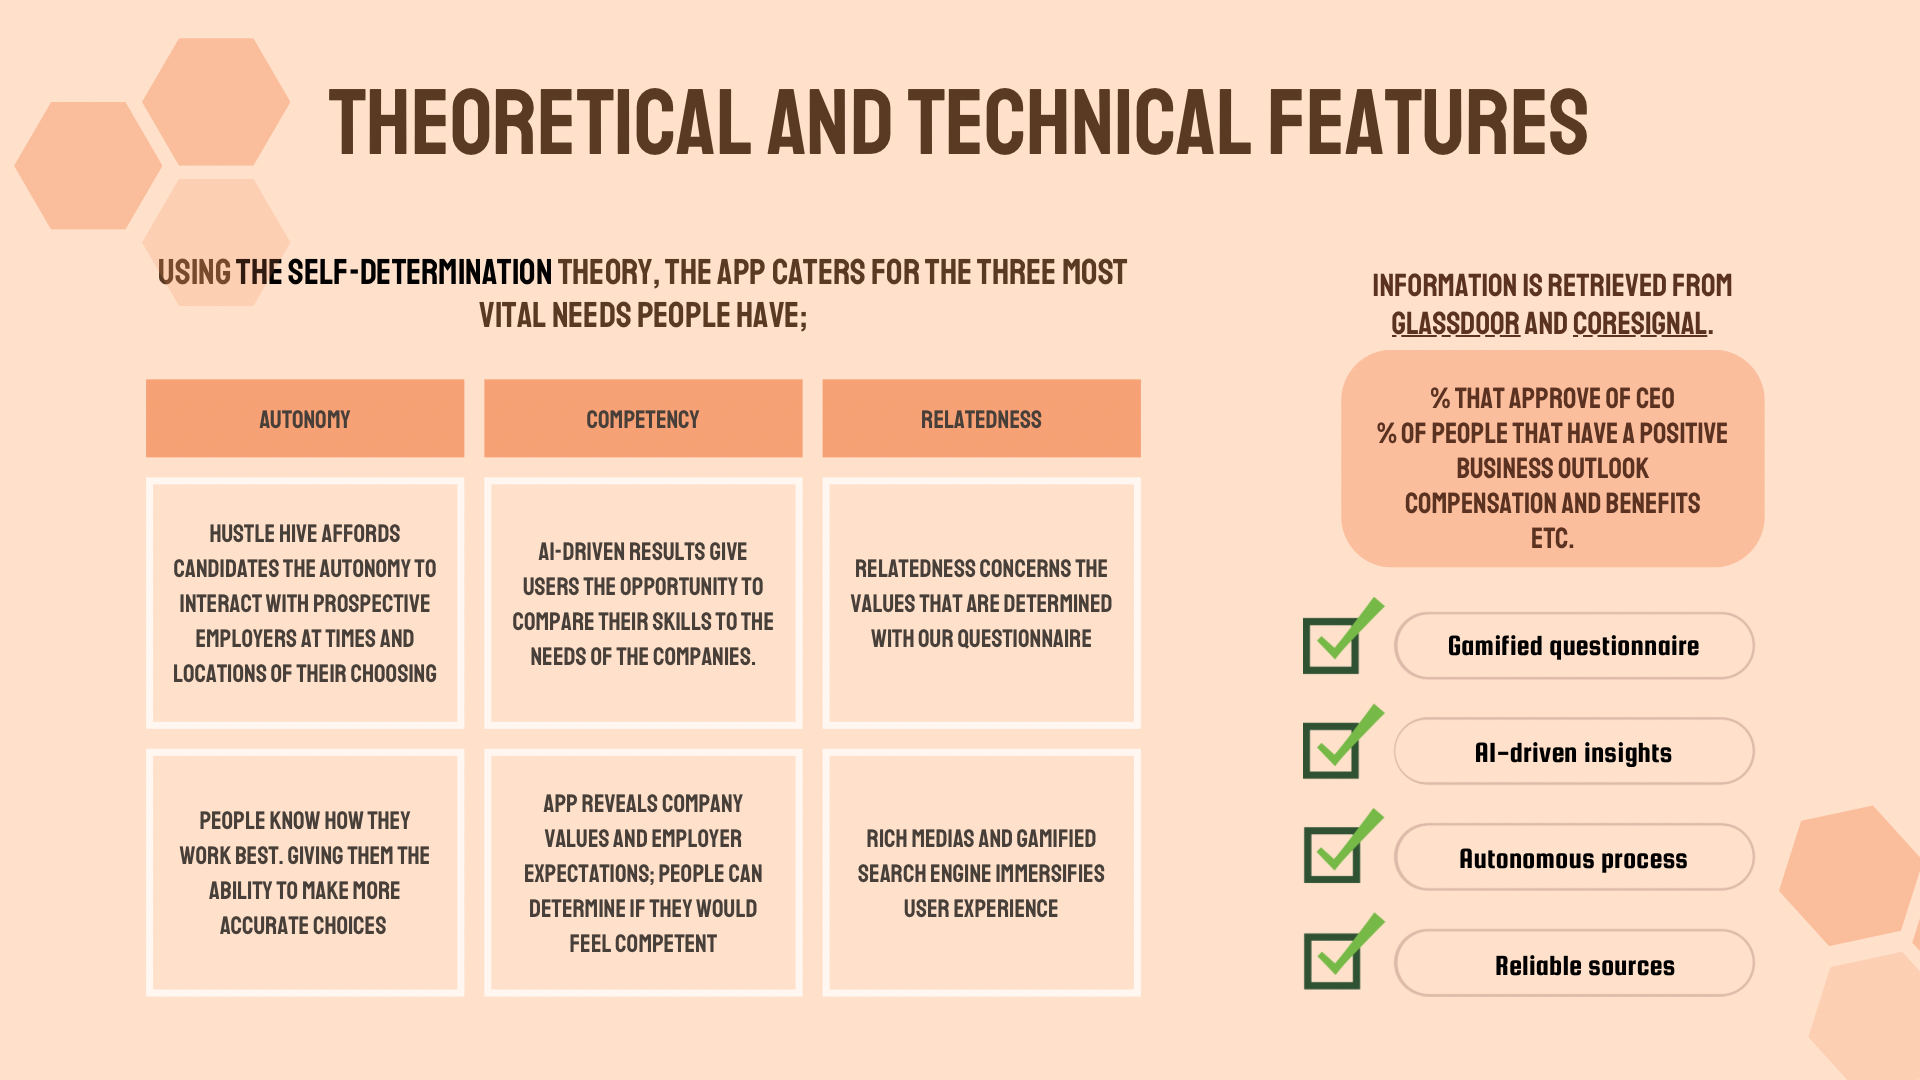 THEORETICAL AND TECHNICAL FEATURES
USING THE SELF-DETERMINATION THEORY, THE APP CATERS FOR THE THREE MOST
VITAL NEEDS PEOPLE HAVE;
AUTONOMY
COMPETENCY
RELATEDNESS
HUSTLE HIVE AFFORDS
CANDIDATES THE AUTONOMY TO
INTERACT WITH PROSPECTIVE
EMPLOYERS AT TIMES AND
LOCATIONS OF THEIR CHOOSING
AI-DRIVEN RESULTS GIVE
USERS THE OPPORTUNITY TO
COMPARE THEIR SKILLS TO THE
NEEDS OF THE COMPANIES.
RELATEDNESS CONCERNS THE
VALUES THAT ARE DETERMINED
WITH OUR QUESTIONNAIRE
PEOPLE KNOW HOW THEY
WORK BEST. GIVING THEM THE
ABILITY TO MAKE MORE
ACCURATE CHOICES
APP REVEALS COMPANY
VALUES AND EMPLOYER
EXPECTATIONS; PEOPLE CAN
DETERMINE IF THEY WOULD
FEEL COMPETENT
RICH MEDIAS AND GAMIFIED
SEARCH ENGINE IMMERSIFIES
USER EXPERIENCE
INFORMATION IS RETRIEVED FROM
GLASSDOOR AND CORESIGNAL.
% THAT APPROVE OF CEO
% OF PEOPLE THAT HAVE A POSITIVE
BUSINESS OUTLOOK
COMPENSATION AND BENEFITS
ETC.
Gamified questionnaire
AI-driven insights
Autonomous process
Reliable sources